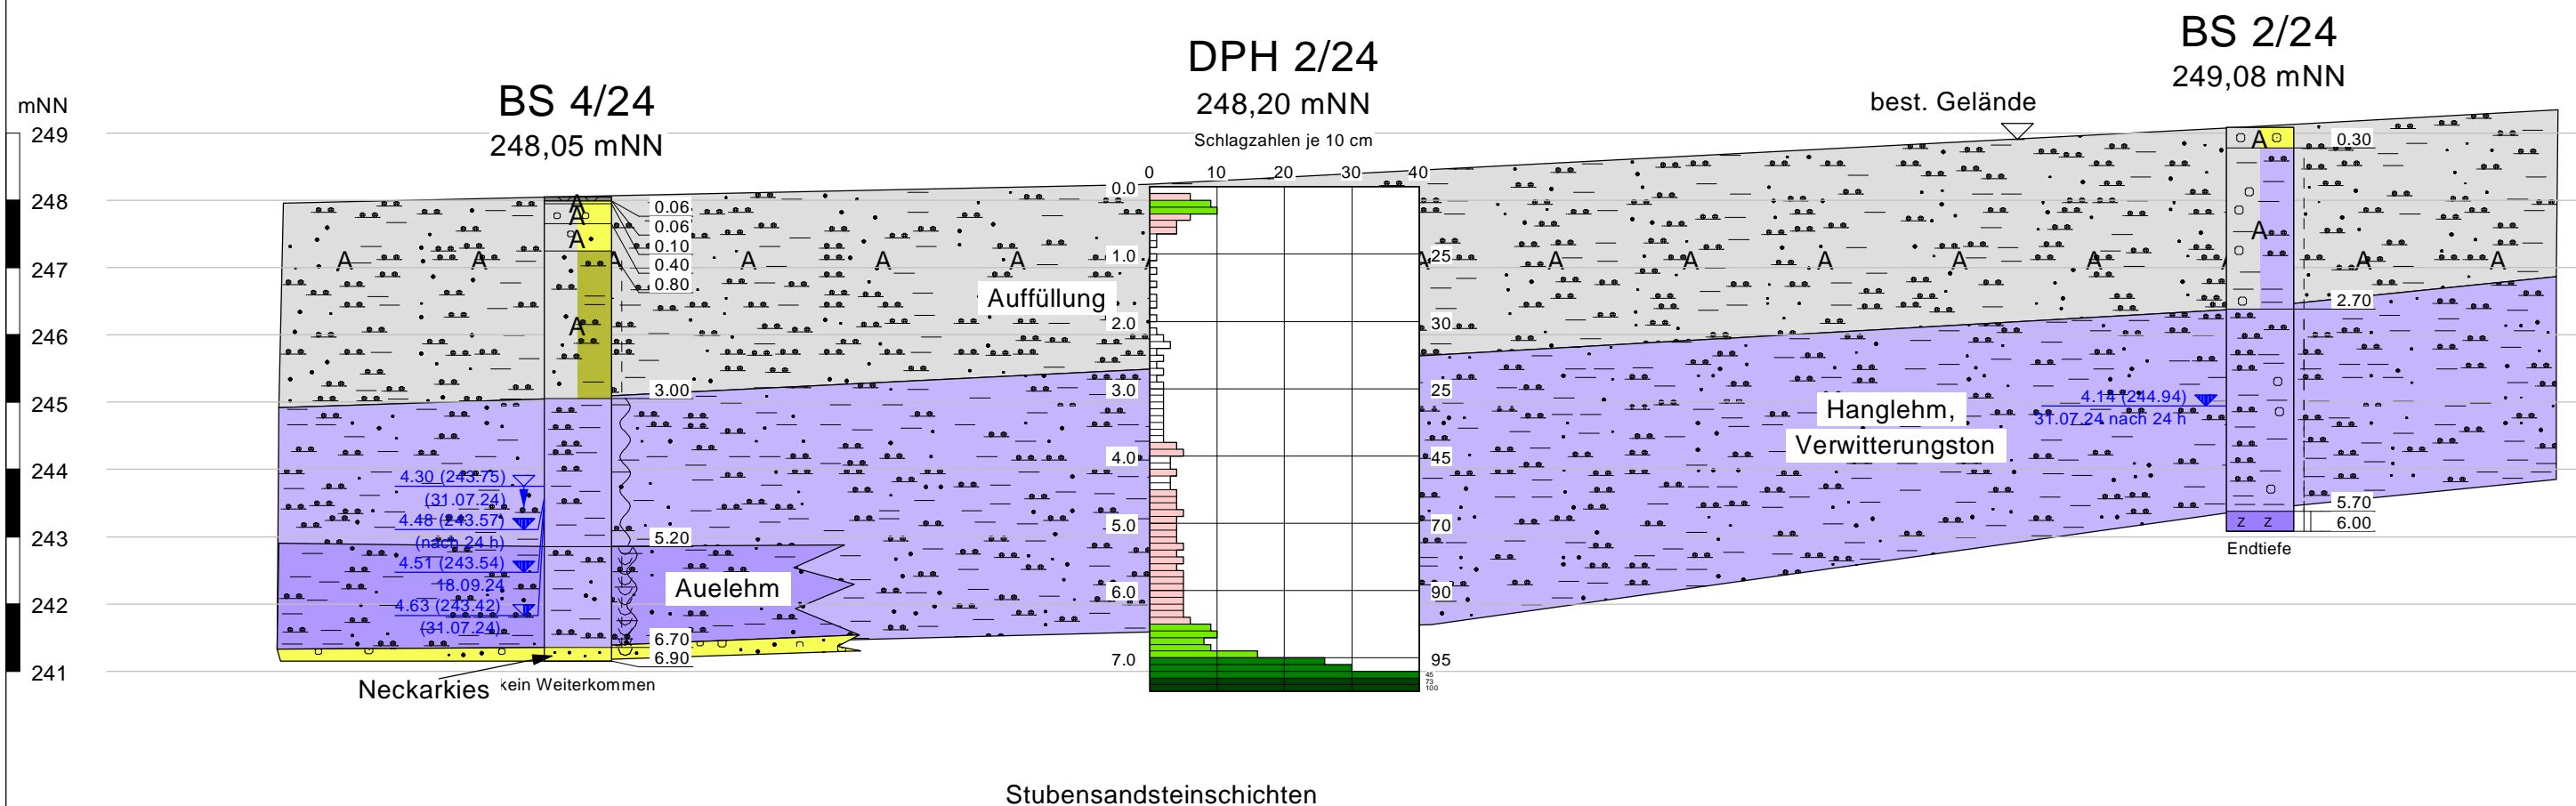 BS 2/24
249,08 mNN
DPH 2/24
248,20 mNN
Schlagzahlen je 10 cm
BS 4/24
248,05 mNN
best. Gelände
mNN
249
248
247
246
245
244
243
242
241
0 10 20 30 40
0.0
1.0
2.0
3.0
4.0
5.0
6.0
7.0
25
30
25
45
70
90
95
45
73
100
A
A
A
A
0.06
0.06
0.10
0.40
0.80
3.00
5.20
6.70
6.90
A A A A A A A
A A A A A A A A A
Auffüllung
A
A
0.30
2.70
5.70
6.00
z z
Endtiefe
Hanglehm,
Verwitterungston
4.14 (244.94)
31.07.24 nach 24 h
4.30 (243.75)
(31.07.24)
4.48 (243.57)
(nach 24 h)
4.51 (243.54)
18.09.24
4.63 (243.42)
(31.07.24)
Auelehm
Neckarkies
kein Weiterkommen
Stubensandsteinschichten